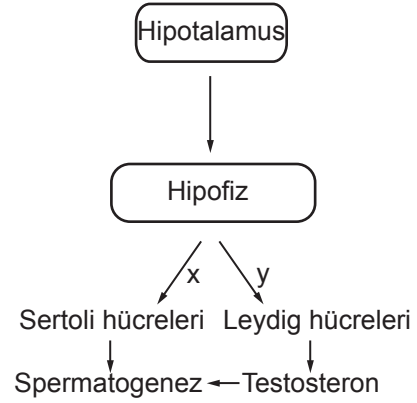 Hipotalamus
Hipofiz
x y
Sertoli hücreleri Leydig hücreleri
Spermatogenez Testosteron